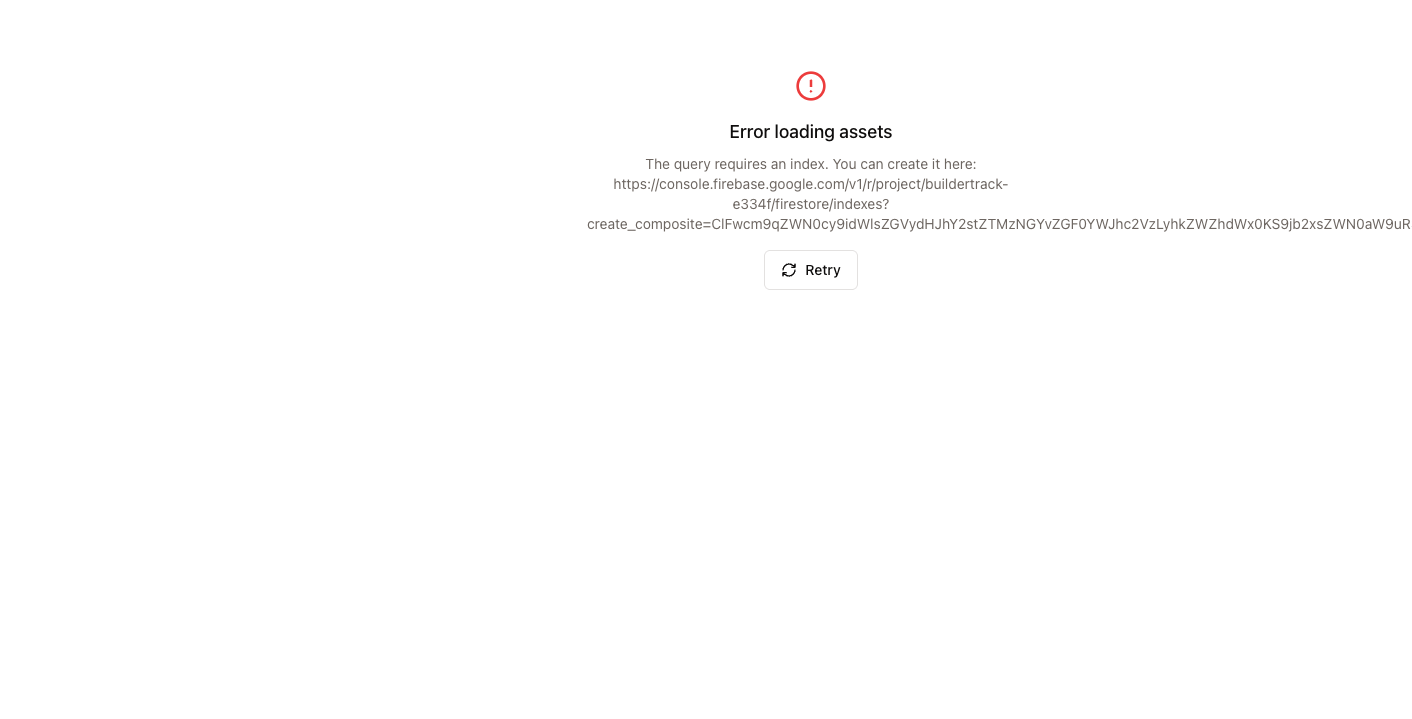 Error loading assets
The query requires an index. You can create it here:
https://console.firebase.google.com/v1/r/project/buildertrack-
e334f/firestore/indexes?
create_composite=ClFwcm9qZWN0cy9idWlsZGVydHJhY2stZTMzNGYvZGF0YWJhc2VzLyhkZWZhdWx0KS9jb2xsZWN0aW9uR
Retry